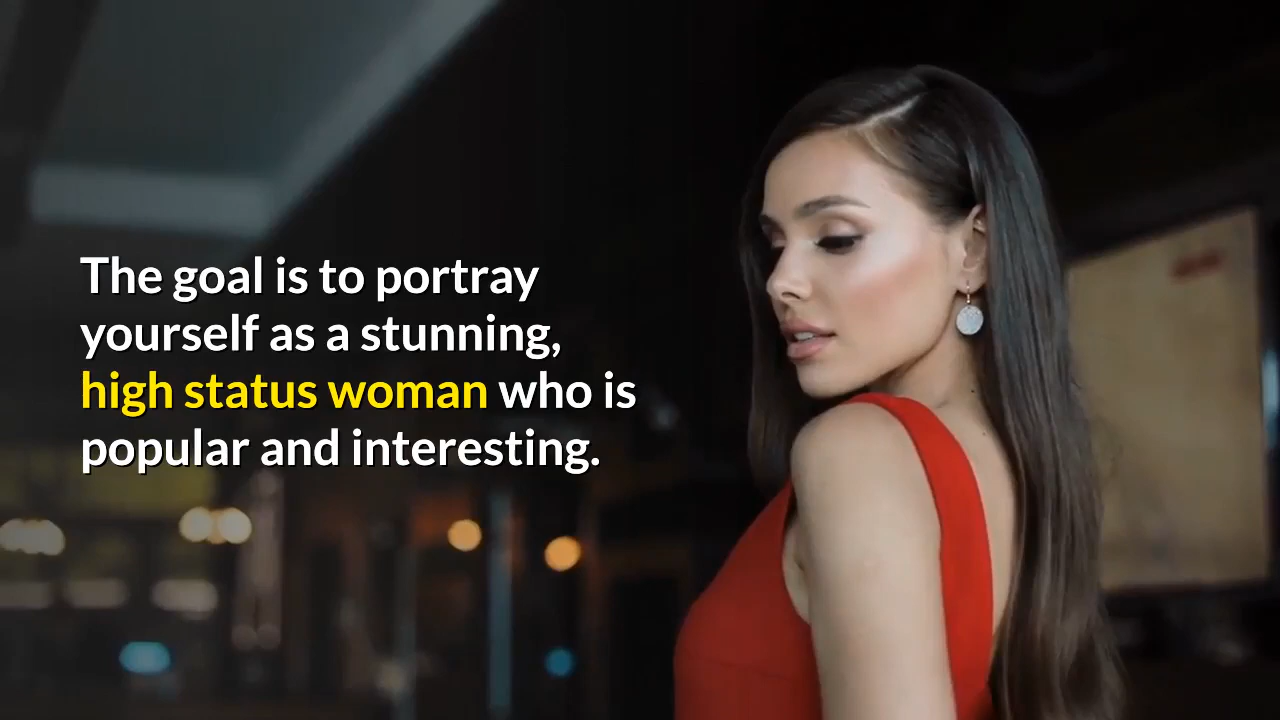 The goal is to portray
yourself as a stunning,
high status woman who is
popular and interesting.